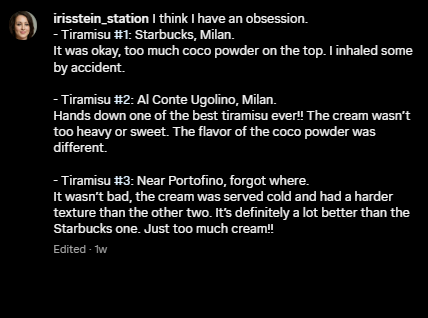 irisstein_station I think I have an obsession.
- Tiramisu #1: Starbucks, Milan.
It was okay, too much coco powder on the top. I inhaled some
by accident.
- Tiramisu #2: Al Conte Ugolino, Milan.
Hands down one of the best tiramisu ever!! The cream wasn't
too heavy or sweet. The flavor of the coco powder was
different.
- Tiramisu #3: Near Portofino, forgot where.
It wasn't bad, the cream was served cold and had a harder
texture than the other two. It's definitely a lot better than the
Starbucks one. Just too much cream!!
Edited · 1w